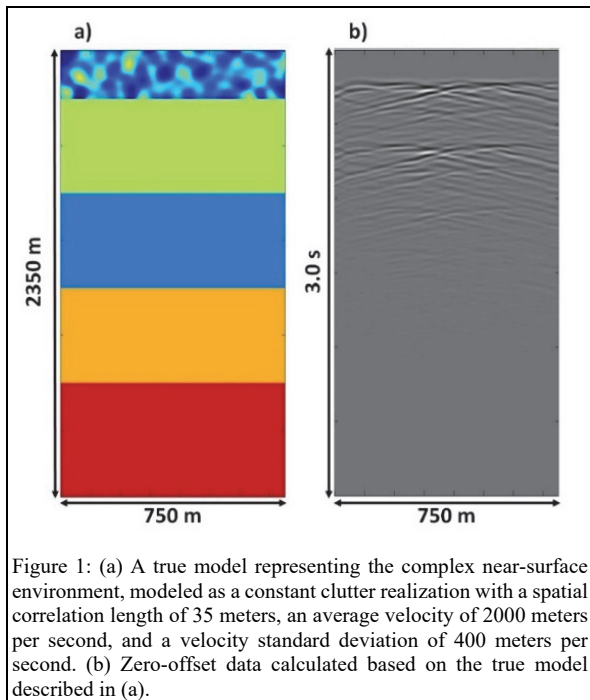 a)
b)
2350 m
3.0 s
750 m
750 m
Figure 1: (a) A true model representing the complex near-surface
environment, modeled as a constant clutter realization with a spatial
correlation length of 35 meters, an average velocity of 2000 meters
per second, and a velocity standard deviation of 400 meters per
second. (b) Zero-offset data calculated based on the true model
described in (a).